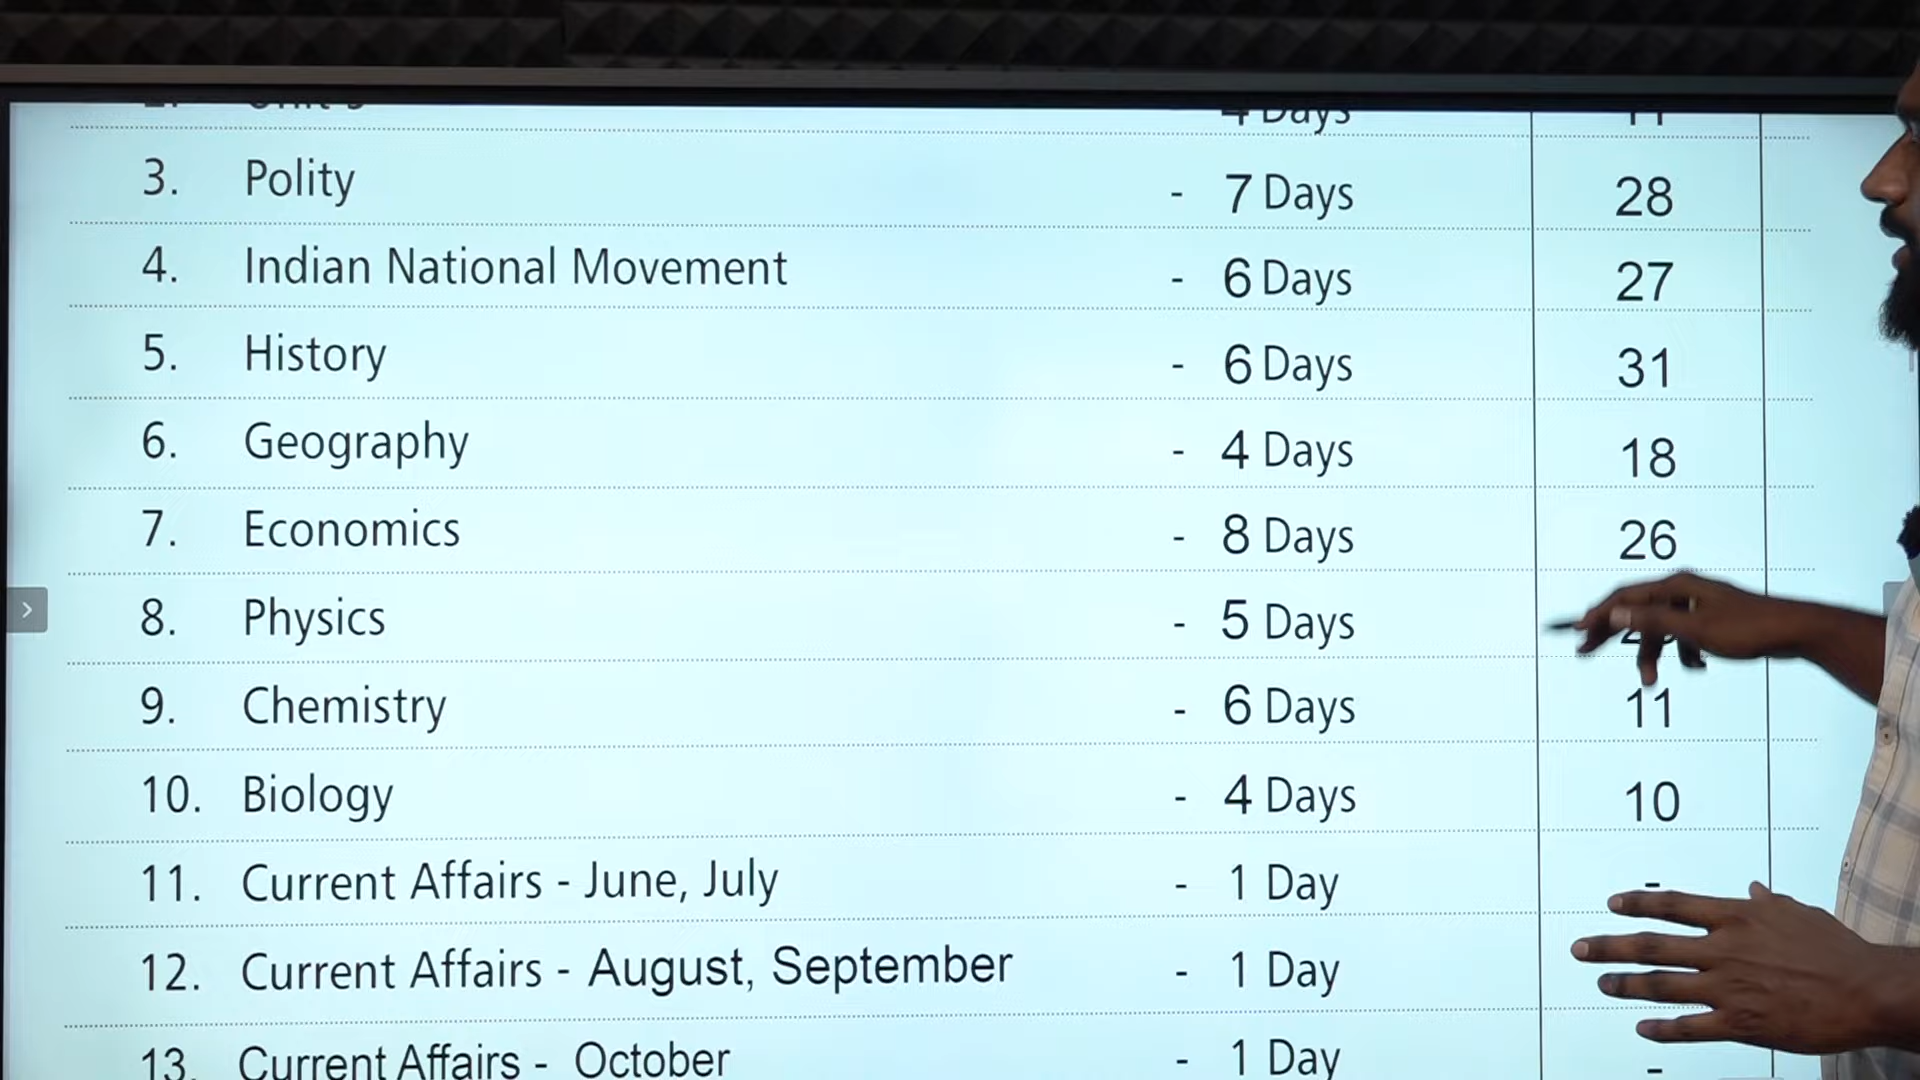 3. Polity - 7 Days 28
4. Indian National Movement - 6 Days 27
5. History - 6 Days 31
6. Geography - 4 Days 18
7. Economics - 8 Days 26
8. Physics - 5 Days
9. Chemistry - 6 Days 11
10. Biology - 4 Days 10
11. Current Affairs - June, July - 1 Day -
12. Current Affairs - August, September - 1 Day
13. Current Affairs - October - 1 Day -